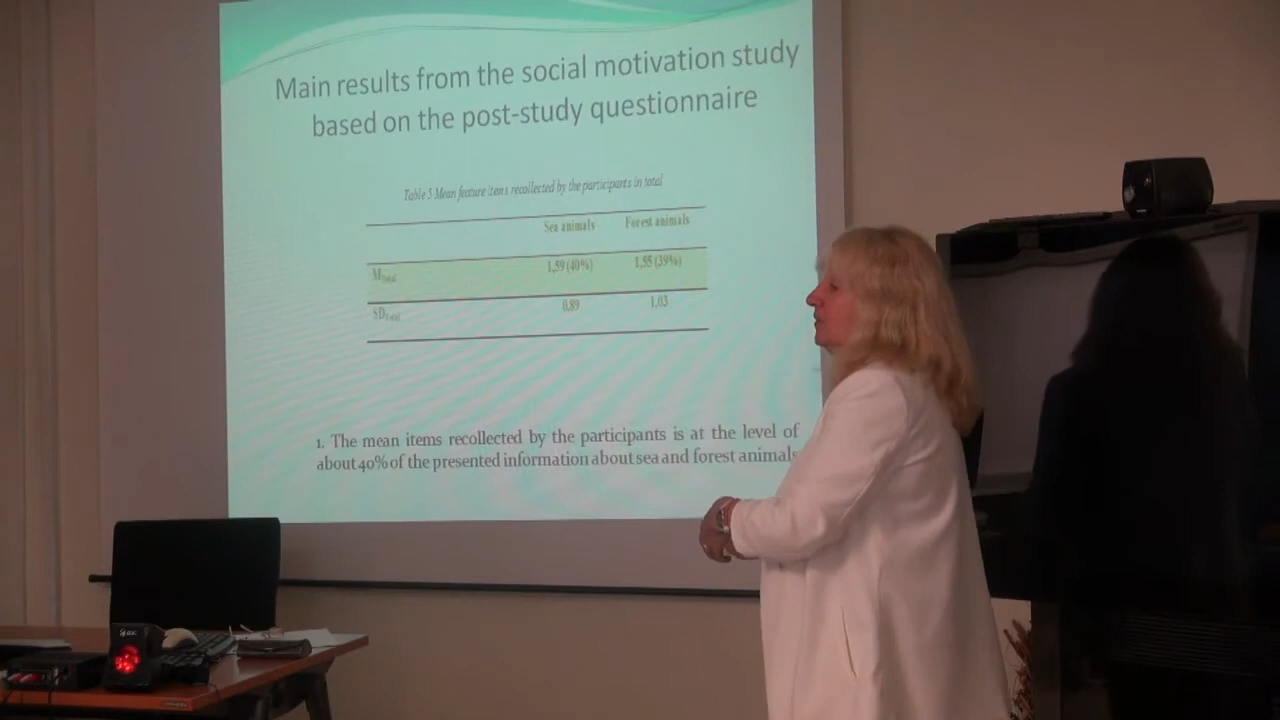 Main results from the social motivation study
based on the post-study questionnaire
Table 5 Mean feature items recollected by the participants in total
Sea animals Forest animals
M Total 1,59 (40%) 1,55 (39%)
SD Total 0,89 1,03
1. The mean items recollected by the participants is at the level of
about 40% of the presented information about sea and forest animals